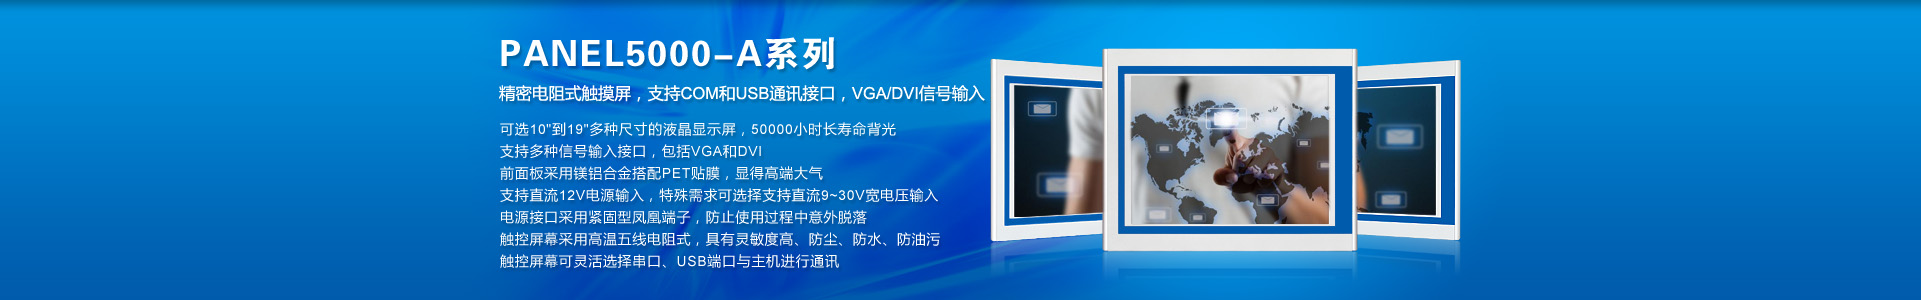 PANEL5000-A系列
精密电阻式触摸屏，支持COM和USB通讯接口，VGA/DVI信号输入
可选10"到19"多种尺寸的液晶显示屏，50000小时长寿命背光
支持多种信号输入接口，包括VGA和DVI
前面板采用镁铝合金搭配PET贴膜，显得高端大气
支持直流12V电源输入，特殊需求可选择支持直流9~30V宽电压输入
电源接口采用紧固型凤凰端子，防止使用过程中意外脱落
触控屏幕采用高温五线电阻式，具有灵敏度高、防尘、防水、防油污
触控屏幕可灵活选择串口、USB端口与主机进行通讯